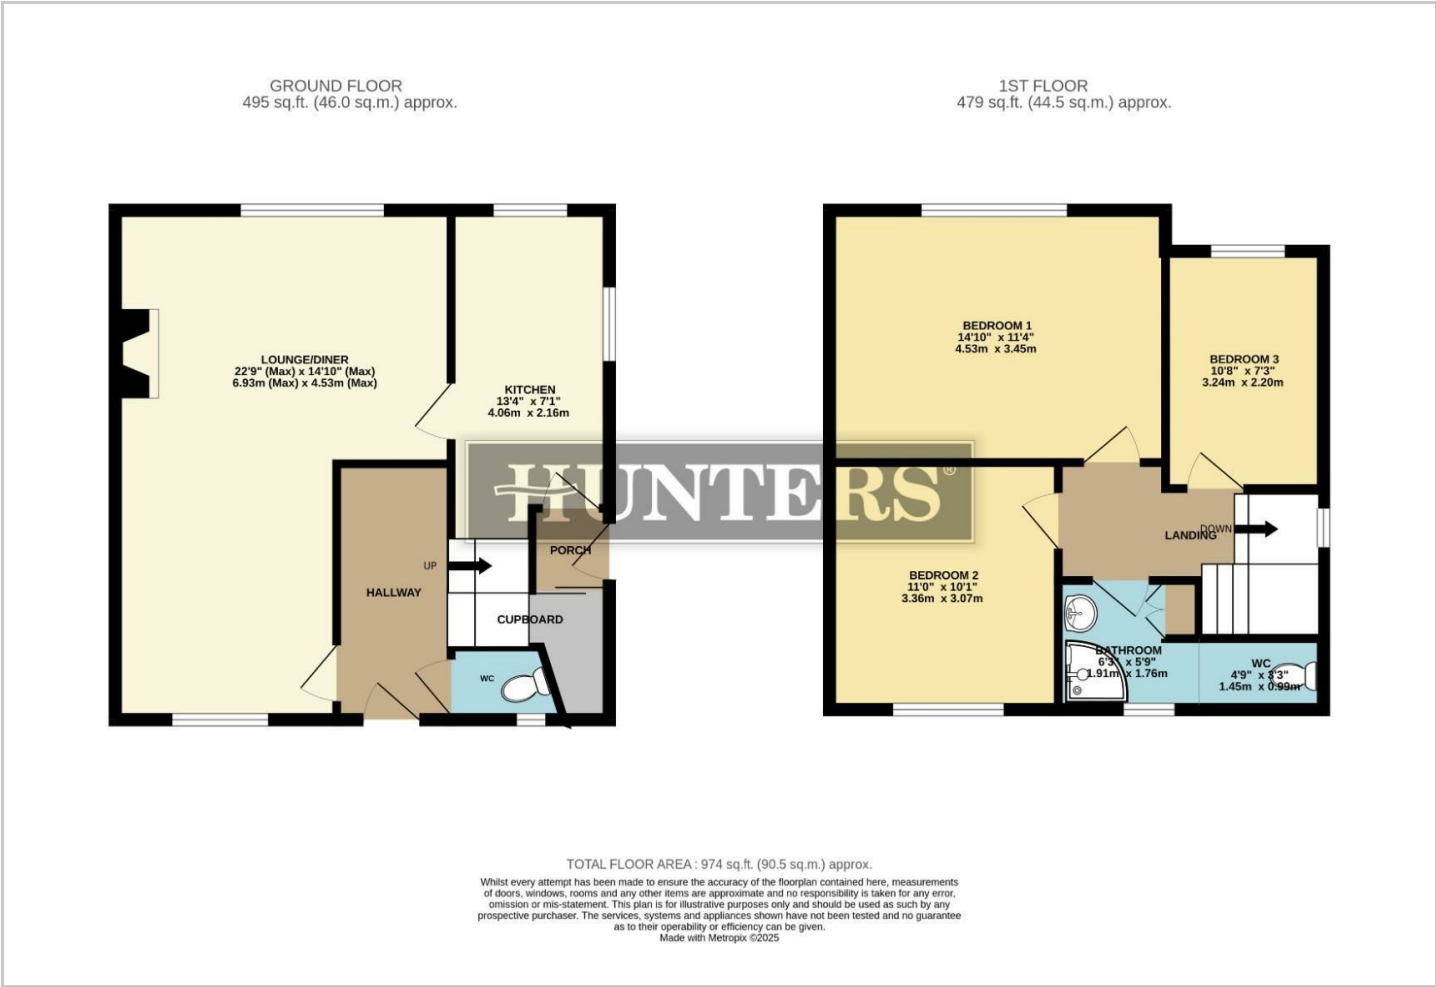 GROUND FLOOR
495 sq.ft. (46.0 sq.m.) approx.
1ST FLOOR
479 sq.ft. (44.5 sq.m.) approx.
LOUNGE/DINER
22'9" (Max) x 14'10" (Max)
6.93m (Max) x 4.53m (Max)
KITCHEN
13'4" x 7'1"
4.06m x 2.16m
HUNTERS®
PORCH
UP
HALLWAY
CUPBOARD
WC
BEDROOM 1
14'10" x 11'4"
4.53m x 3.45m
BEDROOM 3
10'8" x 7'3"
3.24m x 2.20m
DOWN
LANDING
BEDROOM 2
11'0" x 10'1"
3.36m x 3.07m
BATHROOM
6'3" x 5'9"
1.91m x 1.76m
WC
4'9" x 3'3"
1.45m x 0.99m
TOTAL FLOOR AREA : 974 sq.ft. (90.5 sq.m.) approx.
Whilst every attempt has been made to ensure the accuracy of the floorplan contained here, measurements
of doors, windows, rooms and any other items are approximate and no responsibility is taken for any error,
omission or mis-statement. This plan is for illustrative purposes only and should be used as such by any
prospective purchaser. The services, systems and appliances shown have not been tested and no guarantee
as to their operability or efficiency can be given.
Made with Metropix ©2025